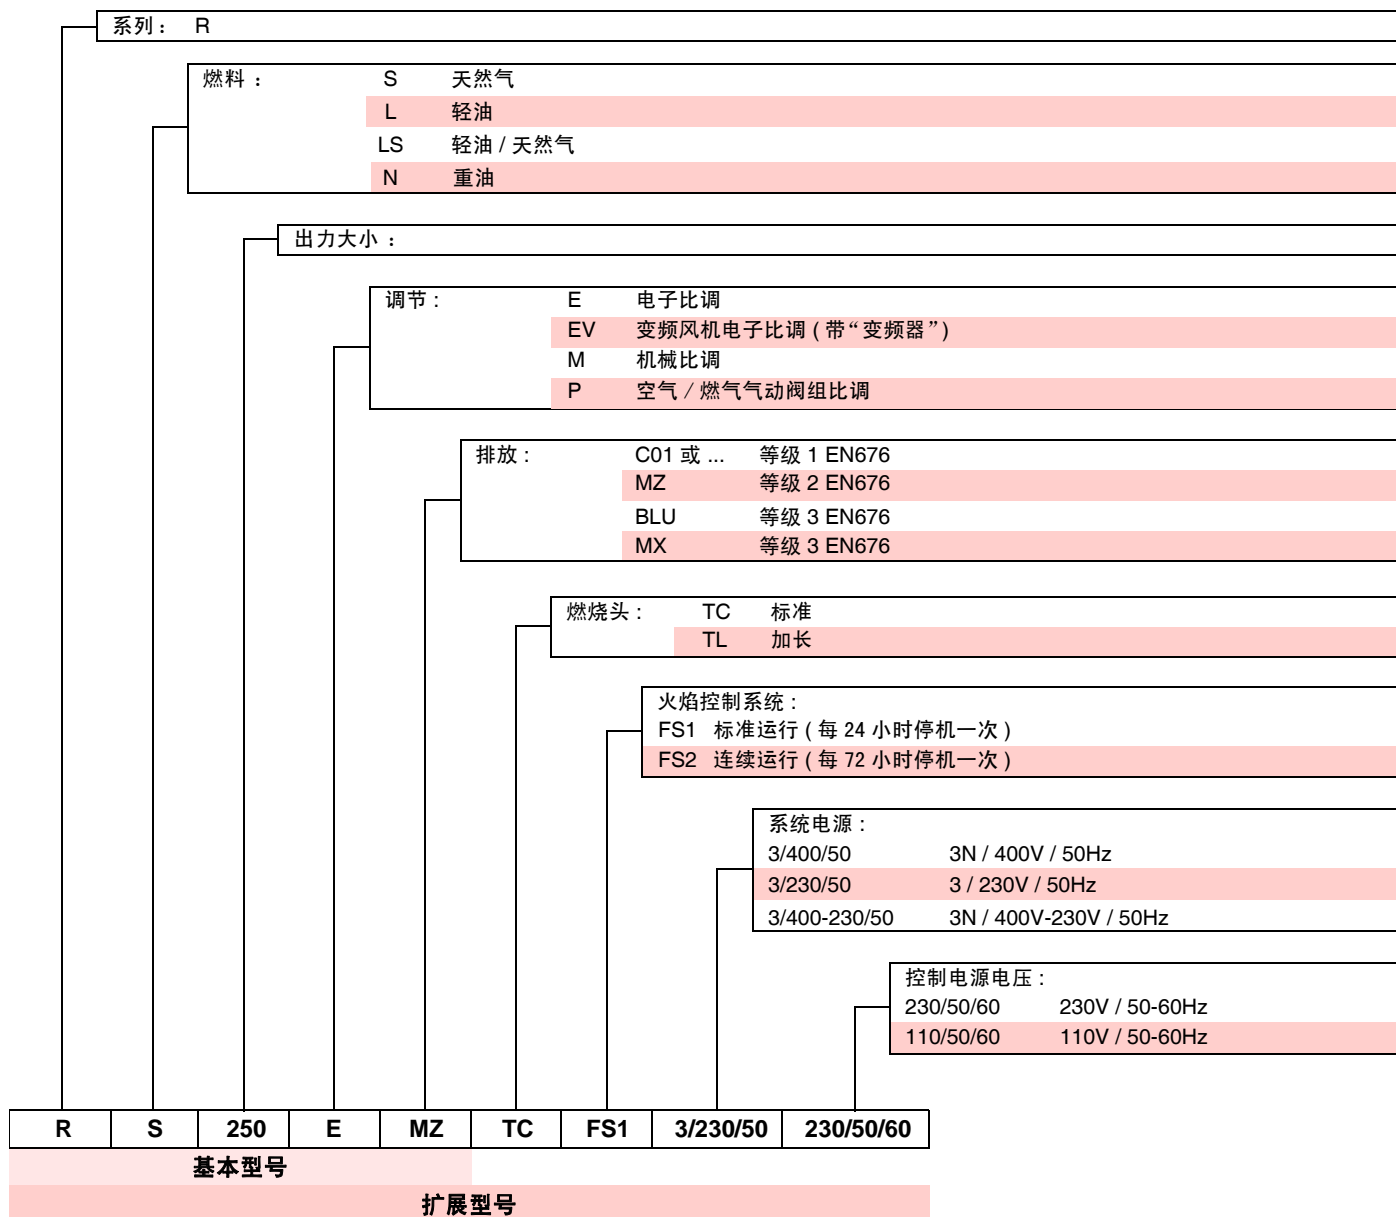 系列： R
燃料： S 天然气
L 轻油
LS 轻油 / 天然气
N 重油
出力大小：
调节： E 电子比调
EV 变频风机电子比调 ( 带“变频器”)
M 机械比调
P 空气 / 燃气气动阀组比调
排放： C01 或 ... 等级 1 EN676
MZ 等级 2 EN676
BLU 等级 3 EN676
MX 等级 3 EN676
燃烧头： TC 标准
TL 加长
火焰控制系统：
FS1 标准运行 ( 每 24 小时停机一次 )
FS2 连续运行 ( 每 72 小时停机一次 )
系统电源：
3/400/50 3N / 400V / 50Hz
3/230/50 3 / 230V / 50Hz
3/400-230/50 3N / 400V-230V / 50Hz
控制电源电压：
230/50/60 230V / 50-60Hz
110/50/60 110V / 50-60Hz
R S 250 E MZ TC FS1 3/230/50 230/50/60
基本型号
扩展型号